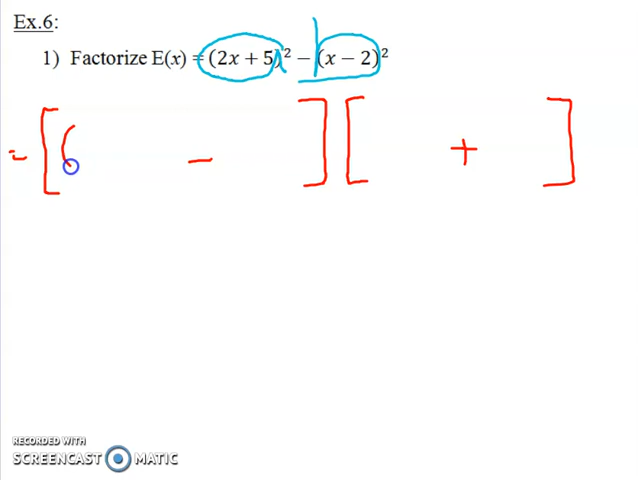 Ex.6:
1) Factorize E(x) = (2x + 5)² − (x − 2)²
= [( − ] [ + ]
RECORDED WITH
SCREENCAST O MATIC